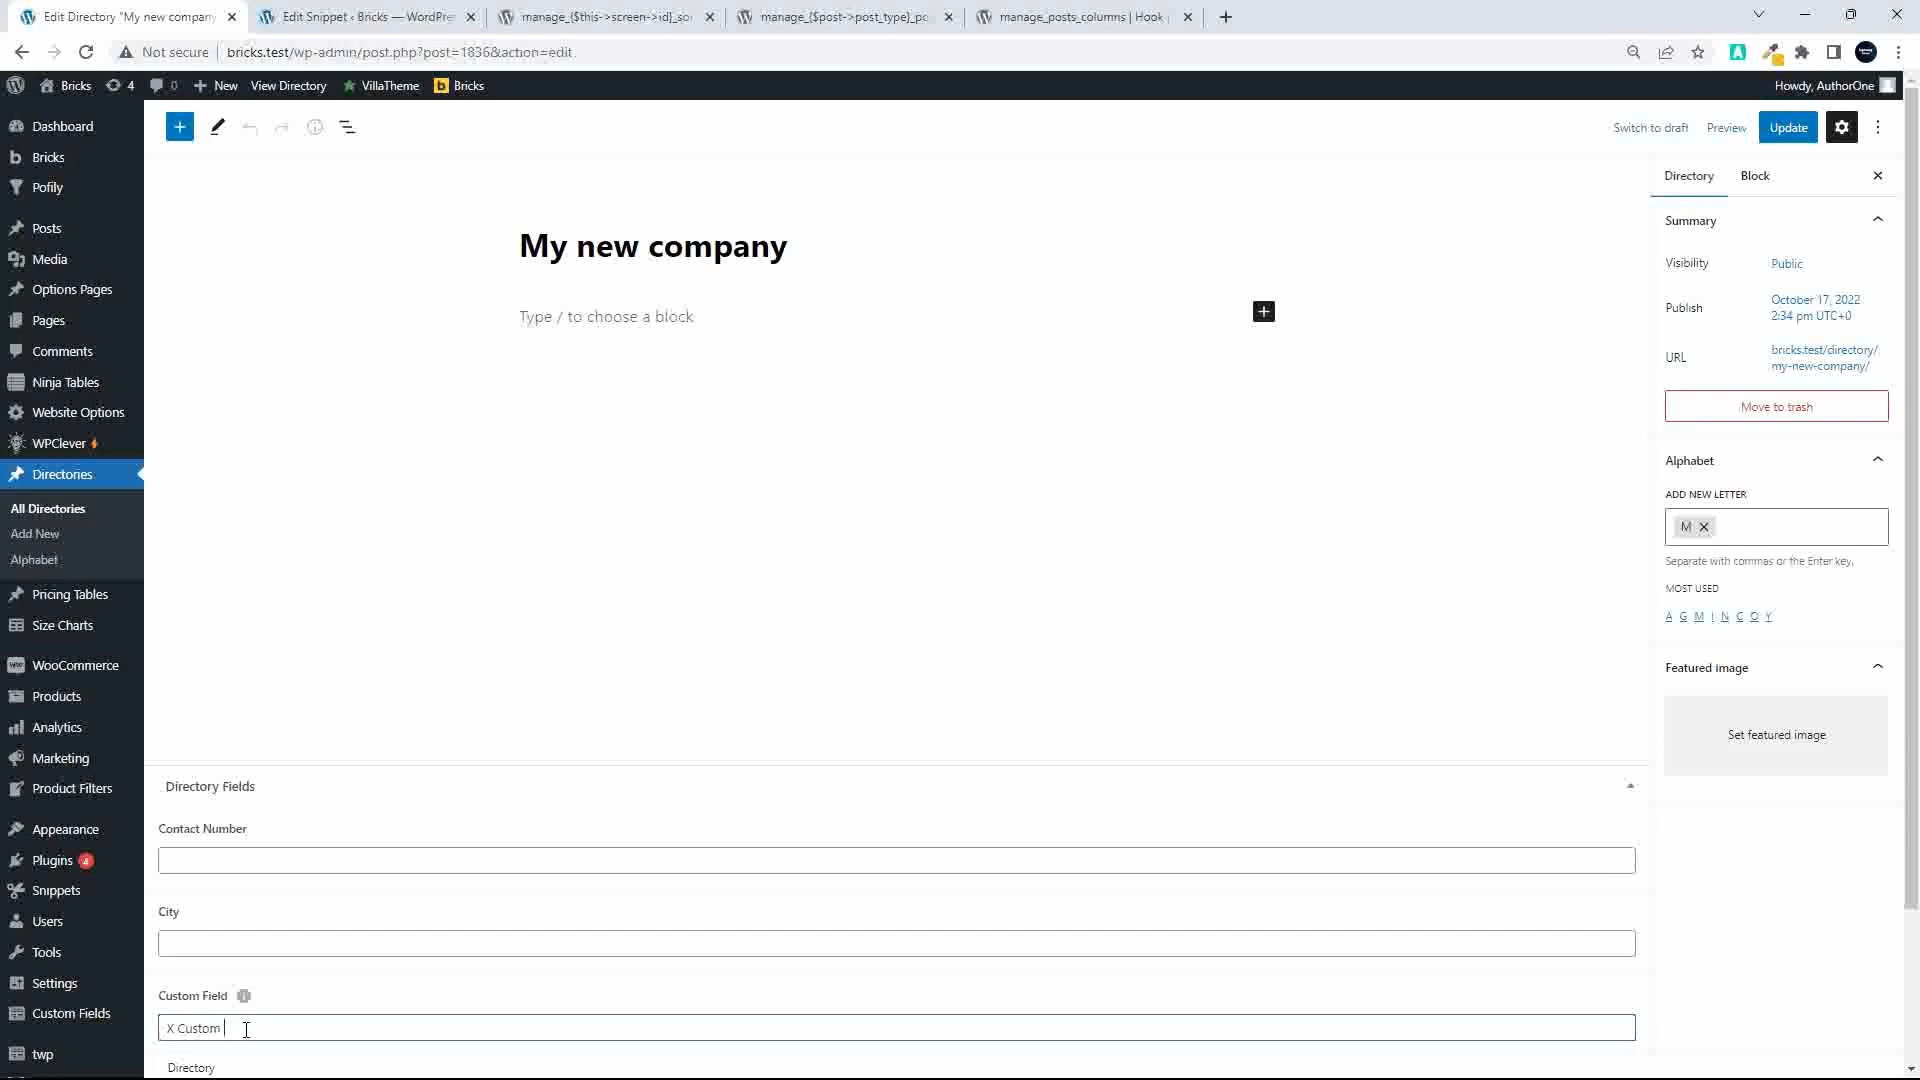 Edit Directory "My new company
Edit Snippet ‹ Bricks — WordPre
manage_{$this->screen->id}_so
manage_{$post->post_type}_po
manage_posts_columns | Hook
Not secure
bricks.test/wp-admin/post.php?post=1836&action=edit
Bricks
4
0
New
View Directory
VillaTheme
b
Bricks
Howdy, AuthorOne
Dashboard
b Bricks
Pofily
Posts
Media
Options Pages
Pages
Comments
Ninja Tables
Website Options
WPClever
Directories
All Directories
Add New
Alphabet
Pricing Tables
Size Charts
WooCommerce
Products
Analytics
Marketing
Product Filters
Appearance
Plugins 4
Snippets
Users
Tools
Settings
Custom Fields
twp
Switch to draft
Preview
Update
My new company
Type / to choose a block
Directory Fields
Contact Number
City
Custom Field
X Custom
Directory
Directory
Block
Summary
Visibility
Public
Publish
October 17, 2022
2:34 pm UTC+0
URL
bricks.test/directory/
my-new-company/
Move to trash
Alphabet
ADD NEW LETTER
M
Separate with commas or the Enter key.
MOST USED
A G M I N C O Y
Featured image
Set featured image